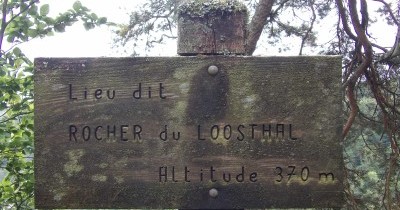 Lieu dit
ROCHER du LOOSTHAL
Altitude 370 m